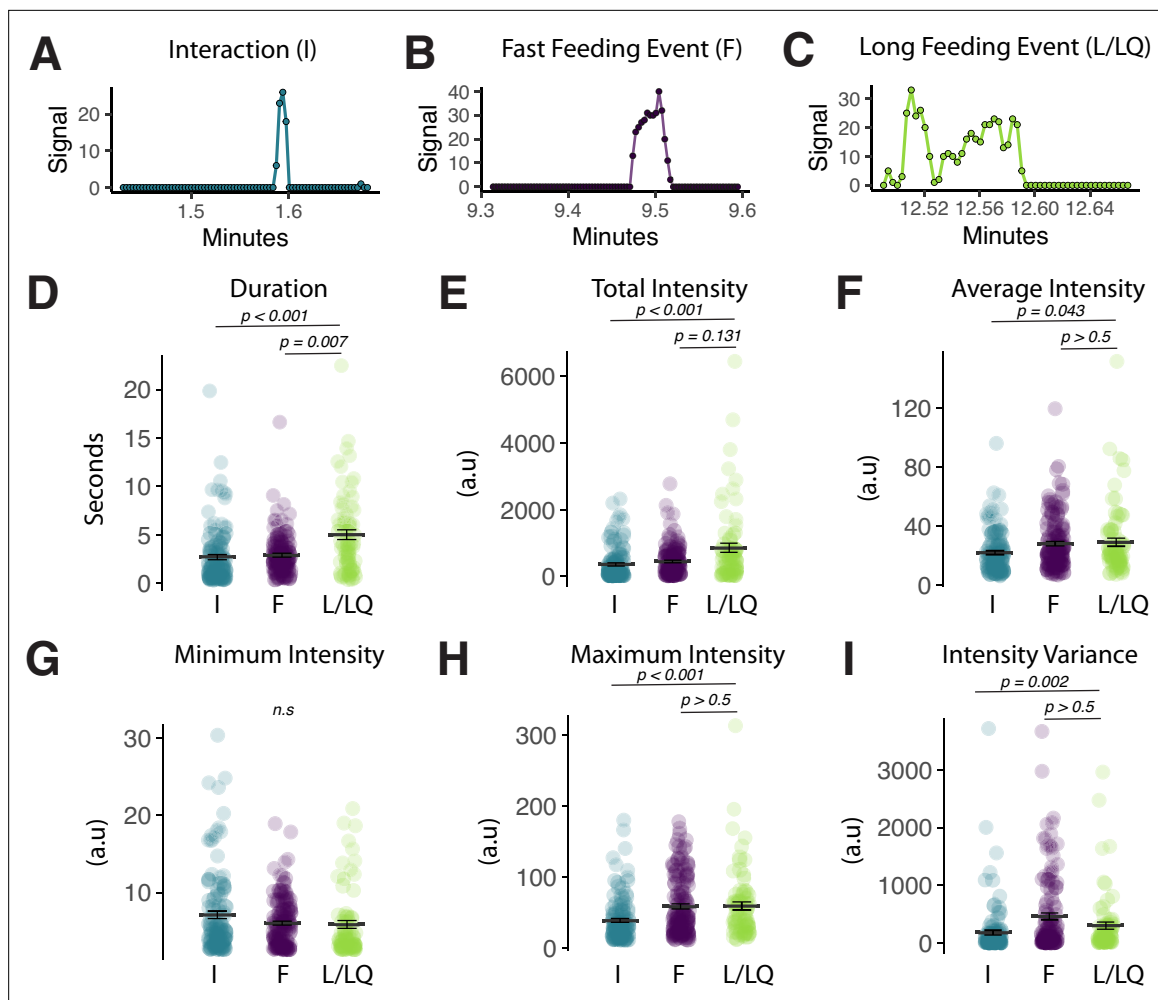 A Interaction (I)
Signal
20
10
0
1.5 1.6
Minutes
B Fast Feeding Event (F)
Signal
40
30
20
10
0
9.3 9.4 9.5 9.6
Minutes
C Long Feeding Event (L/LQ)
Signal
30
20
10
0
12.52 12.56 12.60 12.64
Minutes
D Duration
p < 0.001
p = 0.007
Seconds
20
15
10
5
0
I F L/LQ
E Total Intensity
p < 0.001
p = 0.131
(a.u)
6000
4000
2000
0
I F L/LQ
F Average Intensity
p = 0.043
p > 0.5
(a.u)
120
80
40
0
I F L/LQ
G Minimum Intensity
n.s
(a.u)
30
20
10
I F L/LQ
H Maximum Intensity
p < 0.001
p > 0.5
(a.u)
300
200
100
0
I F L/LQ
I Intensity Variance
p = 0.002
p > 0.5
(a.u)
3000
2000
1000
0
I F L/LQ